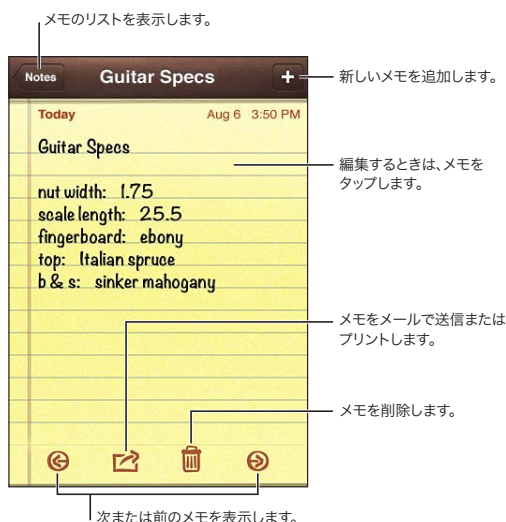 メモのリストを表示します。
Notes
Guitar Specs
+
新しいメモを追加します。
Today
Aug 6 3:50 PM
Guitar Specs
編集するときは、メモを
タップします。
nut width: 1.75
scale length: 25.5
fingerboard: ebony
top: Italian spruce
b & s: sinker mahogany
メモをメールで送信または
プリントします。
メモを削除します。
次または前のメモを表示します。